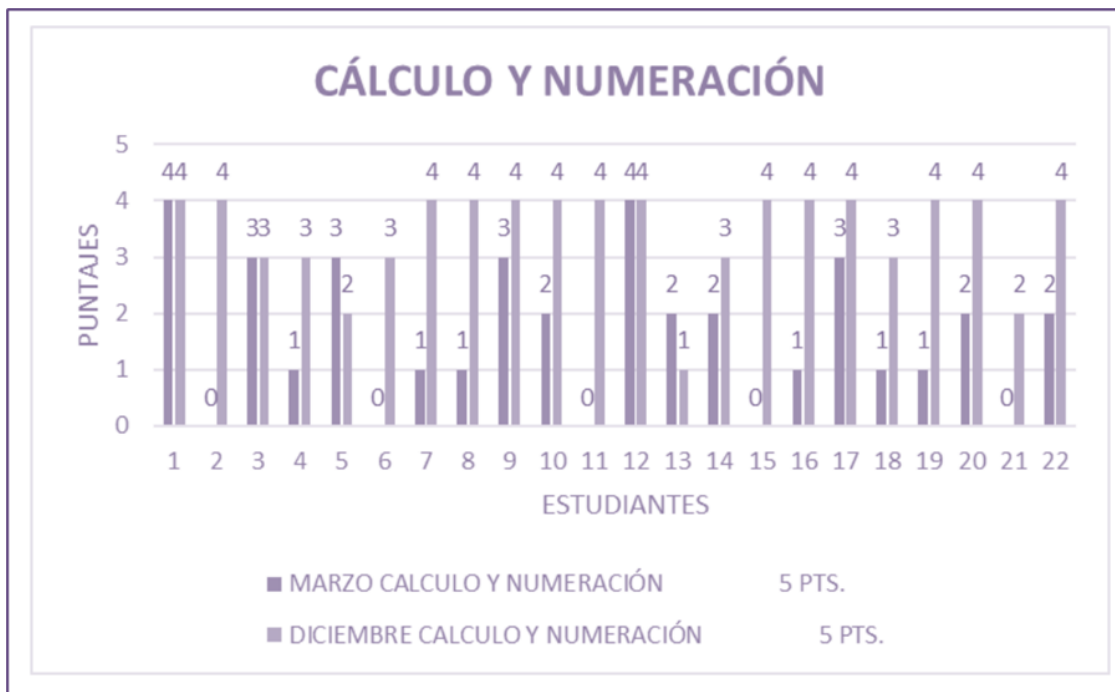 CÁLCULO Y NUMERACIÓN
5
44 4 4 4 4 4 4 44 4 4 4 4 4 4
4
33 3 3 3 3 3 3 3
3
PUNTAJES
2 2 2 2 2 2 2 2
2
1 1 1 1 1 1 1
1
0 0 0 0 0
0
1 2 3 4 5 6 7 8 9 10 11 12 13 14 15 16 17 18 19 20 21 22
ESTUDIANTES
MARZO CALCULO Y NUMERACIÓN 5 PTS.
DICIEMBRE CALCULO Y NUMERACIÓN 5 PTS.